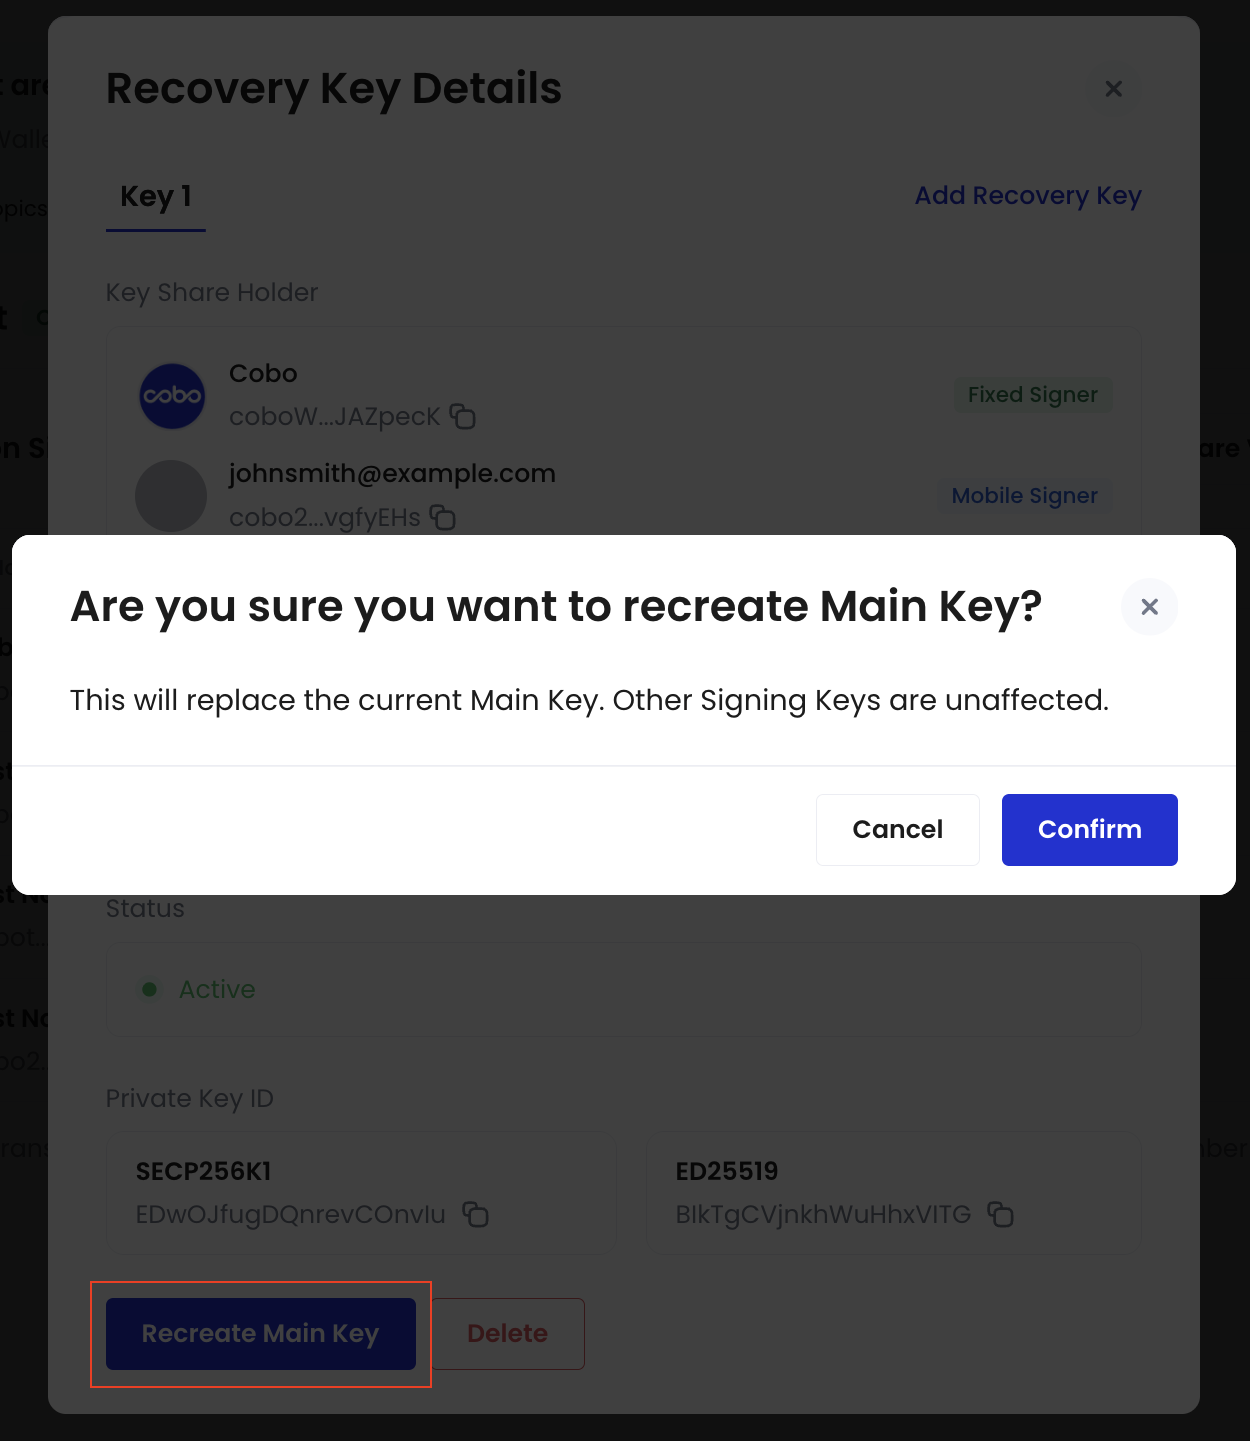 Recovery Key Details
Key 1
Add Recovery Key
Key Share Holder
cobo
Cobo
coboW...JAZpecK
Fixed Signer
johnsmith@example.com
cobo2...vgfyEHs
Mobile Signer
Are you sure you want to recreate Main Key?
This will replace the current Main Key. Other Signing Keys are unaffected.
Cancel
Confirm
Status
Active
Private Key ID
SECP256K1
EDwOJfugDQnrevCOnvlu
ED25519
BIkTgCVjnkhWuHhxVITG
Recreate Main Key
Delete